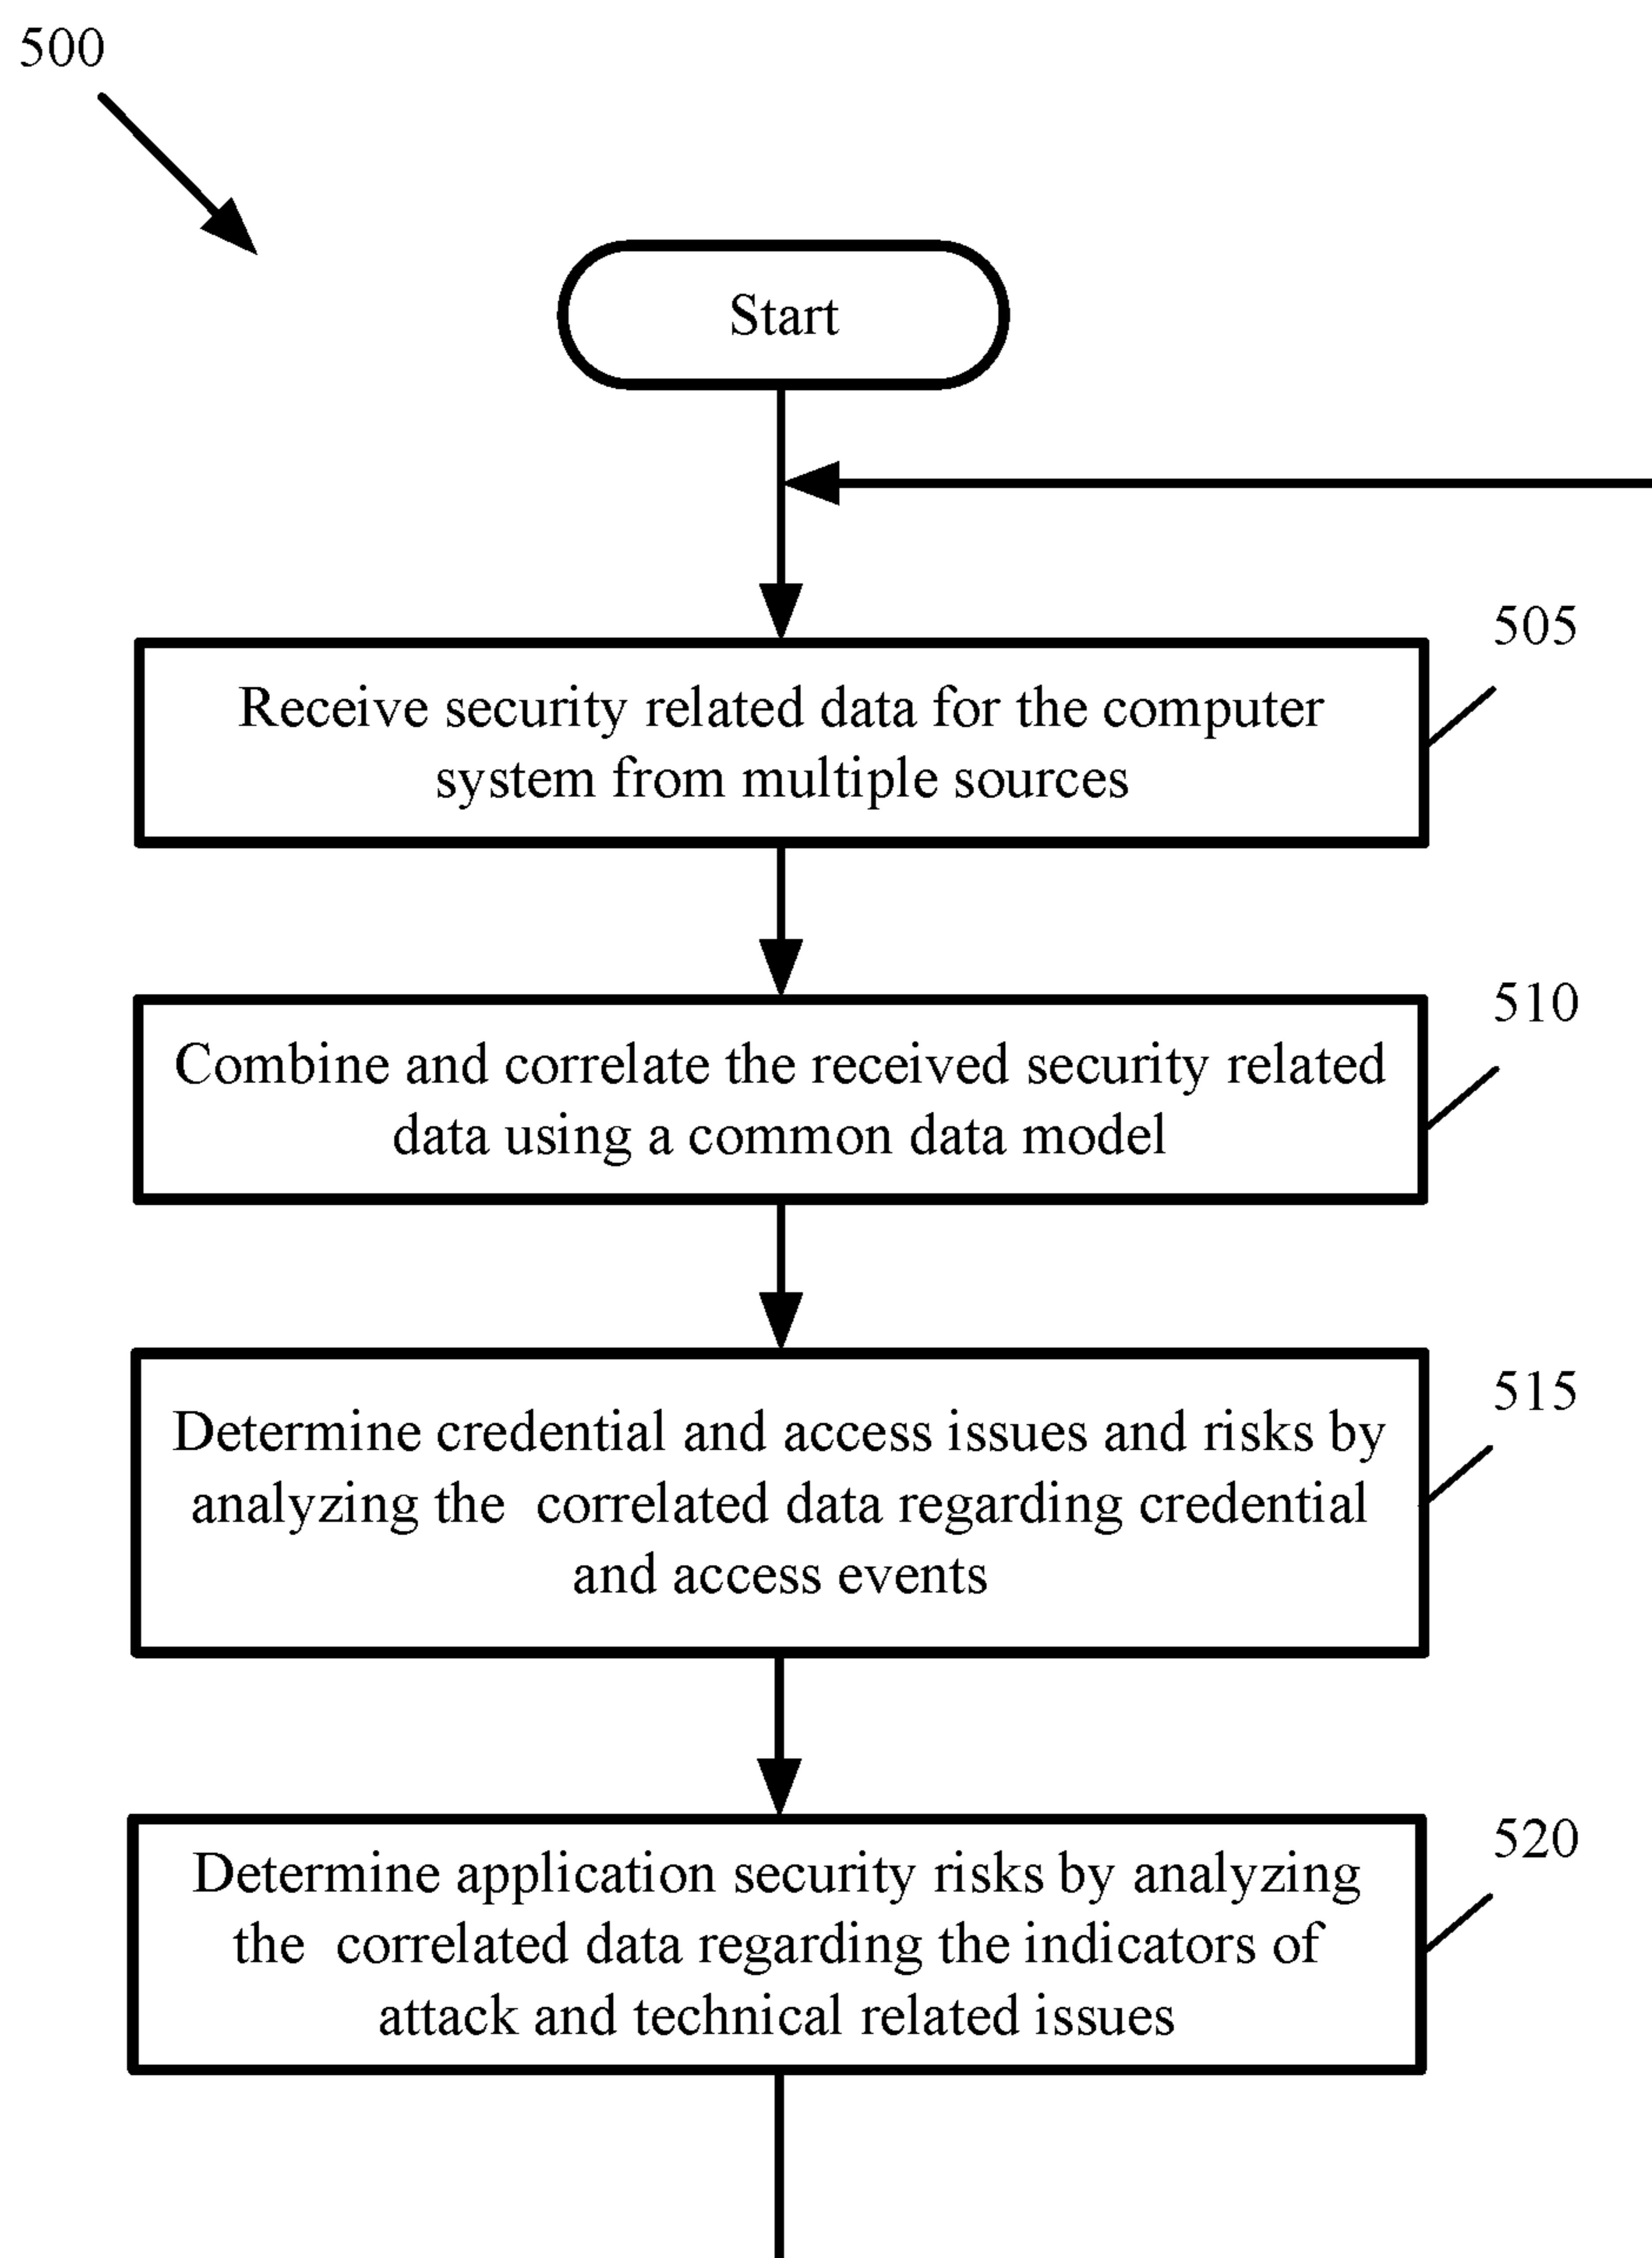 500
Start
505
Receive security related data for the computer
system from multiple sources
510
Combine and correlate the received security related
data using a common data model
515
Determine credential and access issues and risks by
analyzing the  correlated data regarding credential
and access events
520
Determine application security risks by analyzing
the  correlated data regarding the indicators of
attack and technical related issues